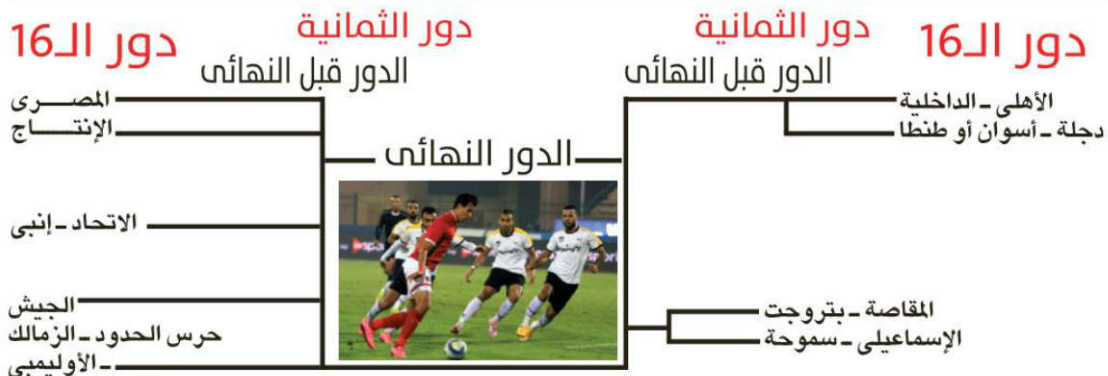 دور الـ16
دور الثمانية
الدور قبل النهائى
دور الثمانية
دور الـ16
الدور قبل النهائى
الأهلى ـ الداخلية
دجلة ـ أسوان أو طنطا
المقاصة ـ بتروجت
الإسماعيلى ـ سموحة
الدور النهائى
المصرى
الإنتاج
الاتحاد ـ إنبى
الجيش
حرس الحدود ـ الزمالك
ـ الأوليمبى